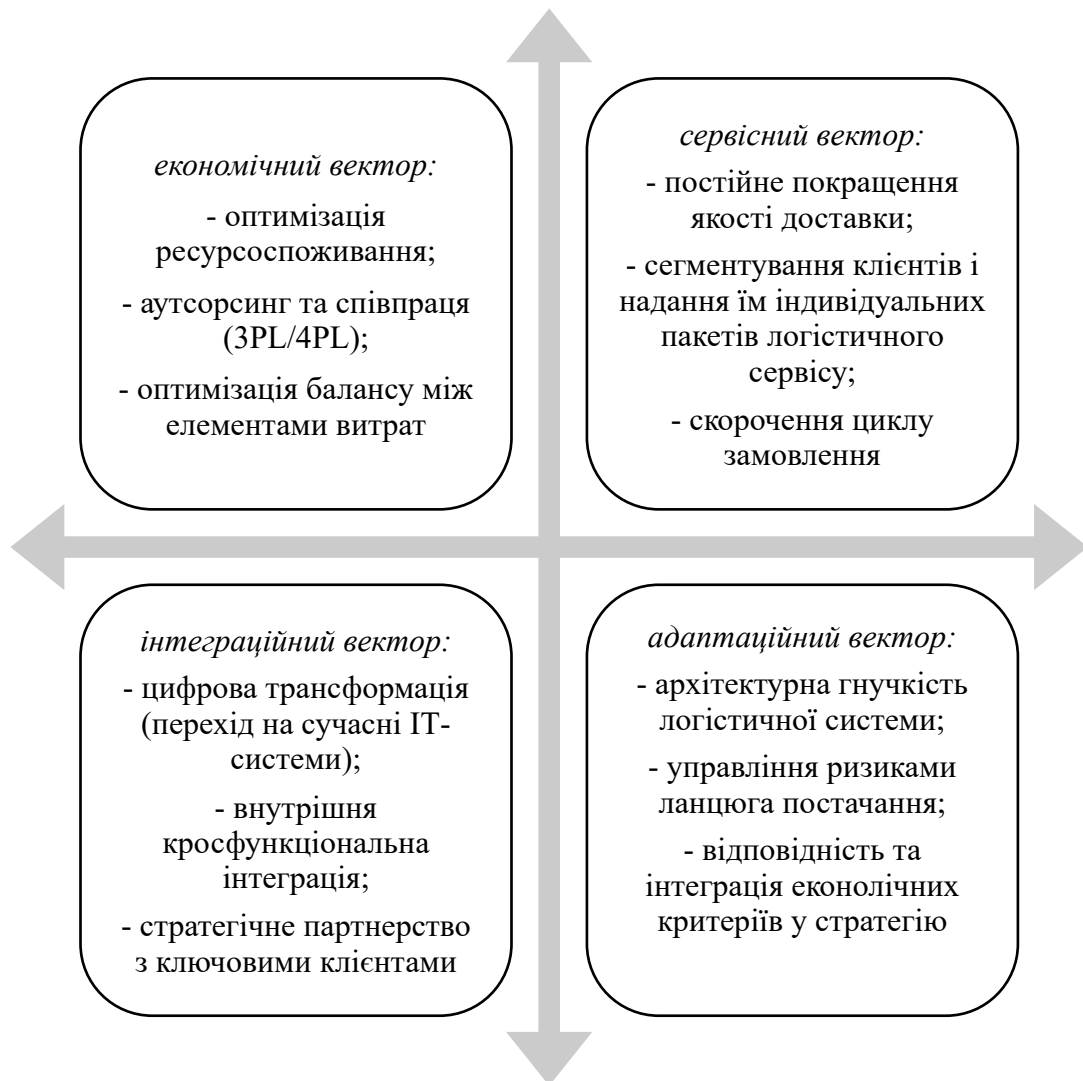 економічний вектор:
- оптимізація
ресурсоспоживання;
- аутсорсинг та співпраця
(3PL/4PL);
- оптимізація балансу між
елементами витрат
сервісний вектор:
- постійне покращення
якості доставки;
- сегментування клієнтів і
надання їм індивідуальних
пакетів логістичного
сервісу;
- скорочення циклу
замовлення
інтеграційний вектор:
- цифрова трансформація
(перехід на сучасні ІТ-
системи);
- внутрішня
кросфункціональна
інтеграція;
- стратегічне партнерство
з ключовими клієнтами
адаптаційний вектор:
- архітектурна гнучкість
логістичної системи;
- управління ризиками
ланцюга постачання;
- відповідність та
інтеграція еконолічних
критеріїв у стратегію